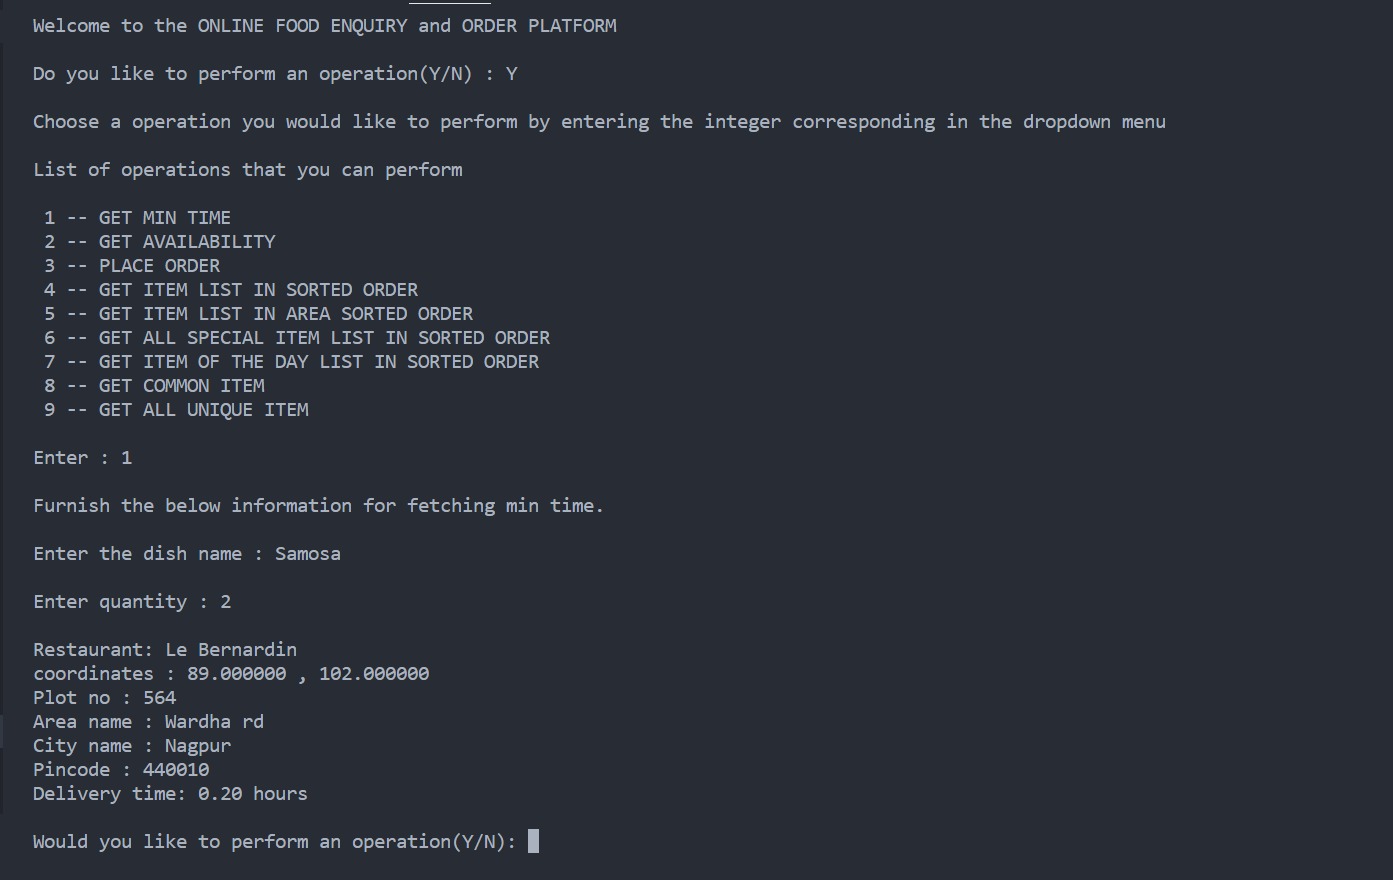 Welcome to the ONLINE FOOD ENQUIRY and ORDER PLATFORM
Do you like to perform an operation(Y/N) : Y
Choose a operation you would like to perform by entering the integer corresponding in the dropdown menu
List of operations that you can perform
1 -- GET MIN TIME
2 -- GET AVAILABILITY
3 -- PLACE ORDER
4 -- GET ITEM LIST IN SORTED ORDER
5 -- GET ITEM LIST IN AREA SORTED ORDER
6 -- GET ALL SPECIAL ITEM LIST IN SORTED ORDER
7 -- GET ITEM OF THE DAY LIST IN SORTED ORDER
8 -- GET COMMON ITEM
9 -- GET ALL UNIQUE ITEM
Enter : 1
Furnish the below information for fetching min time.
Enter the dish name : Samosa
Enter quantity : 2
Restaurant: Le Bernardin
coordinates : 89.000000 , 102.000000
Plot no : 564
Area name : Wardha rd
City name : Nagpur
Pincode : 440010
Delivery time: 0.20 hours
Would you like to perform an operation(Y/N):